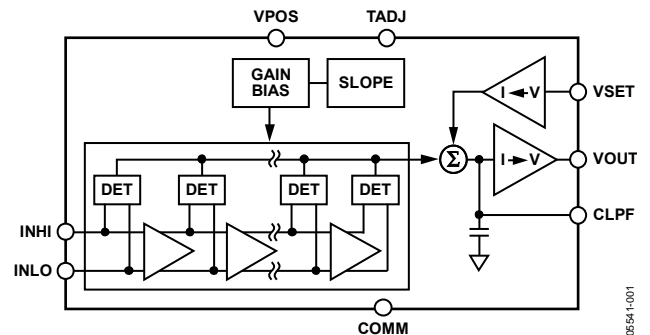 VPOS TADJ
GAIN BIAS
SLOPE
I V
VSET
Σ
I V
VOUT
DET DET DET DET
CLPF
INHI
INLO
COMM
05541-001